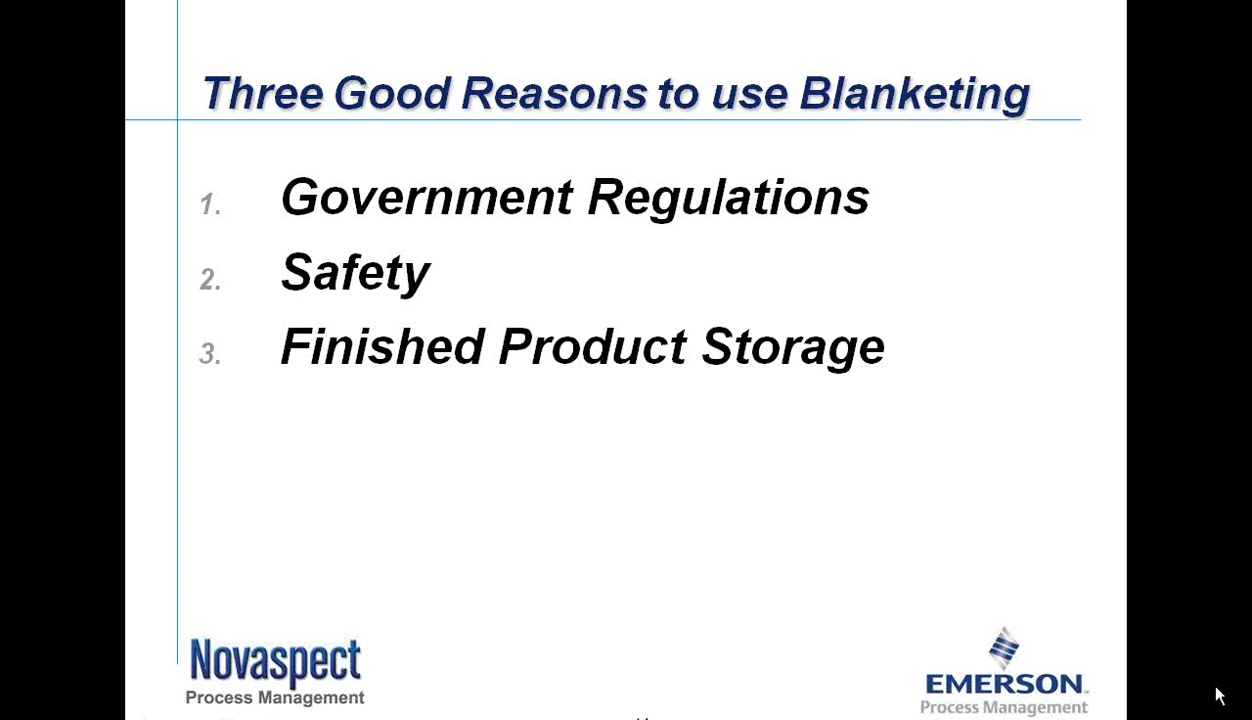 Three Good Reasons to use Blanketing
1. Government Regulations
2. Safety
3. Finished Product Storage
Novaspect
Process Management
EMERSON
Process Management